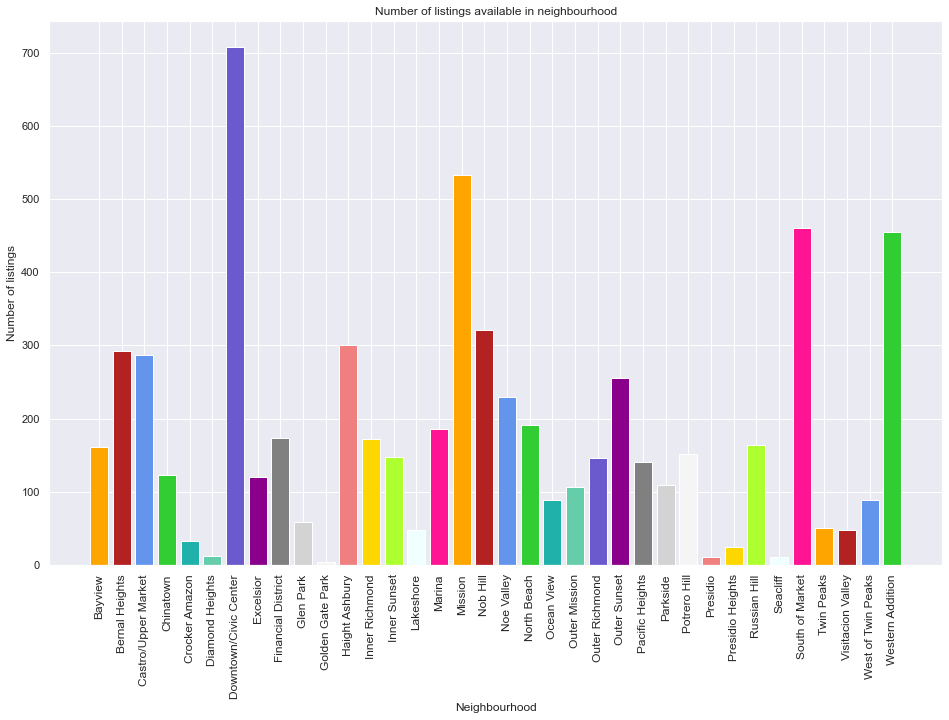 Number of listings available in neighbourhood
Number of listings
700
600
500
400
300
200
100
0
Bayview
Bernal Heights
Castro/Upper Market
Chinatown
Crocker Amazon
Diamond Heights
Downtown/Civic Center
Excelsior
Financial District
Glen Park
Golden Gate Park
Haight Ashbury
Inner Richmond
Inner Sunset
Lakeshore
Marina
Mission
Nob Hill
Noe Valley
North Beach
Ocean View
Outer Mission
Outer Richmond
Outer Sunset
Pacific Heights
Parkside
Potrero Hill
Presidio
Presidio Heights
Russian Hill
Seacliff
South of Market
Twin Peaks
Visitacion Valley
West of Twin Peaks
Western Addition
Neighbourhood